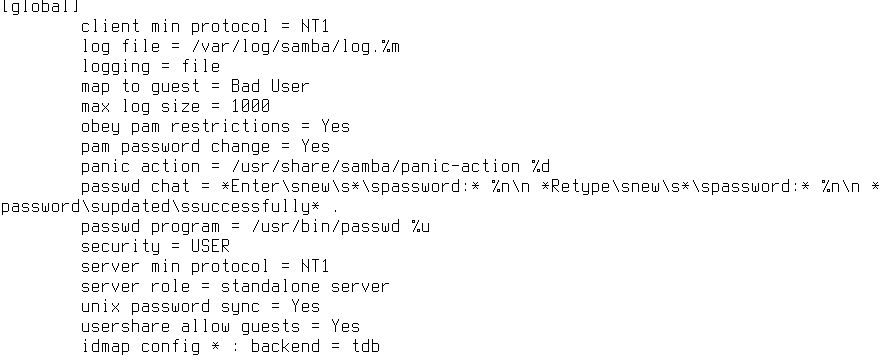 [global]
client min protocol = NT1
log file = /var/log/samba/log.%m
logging = file
map to guest = Bad User
max log size = 1000
obey pam restrictions = Yes
pam password change = Yes
panic action = /usr/share/samba/panic-action %d
passwd chat = *Enter\snew\s*\spassword:* %n\n *Retype\snew\s*\spassword:* %n\n *
password\supdated\ssuccessfully* .
passwd program = /usr/bin/passwd %u
security = USER
server min protocol = NT1
server role = standalone server
unix password sync = Yes
usershare allow guests = Yes
idmap config * : backend = tdb